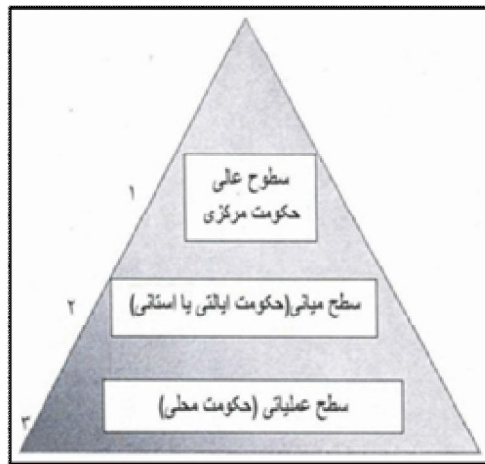 ۱
سطوح عالی
حکومت مرکزی
۲
سطح میانی(حکومت ایالتی یا استانی)
۳
سطح عملیاتی (حکومت محلی)